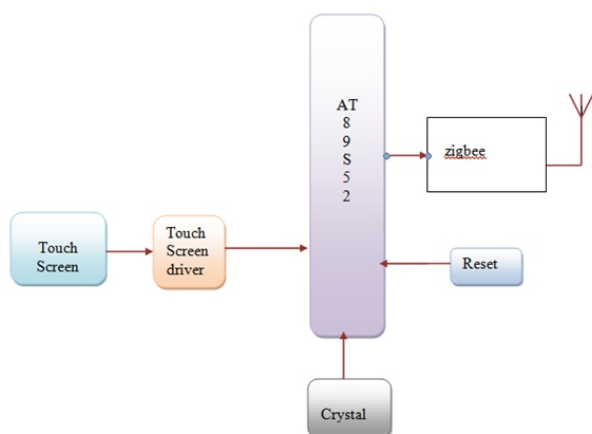 AT
8
9
S
5
2
zigbee
Touch
Screen
Touch
Screen
driver
Reset
Crystal